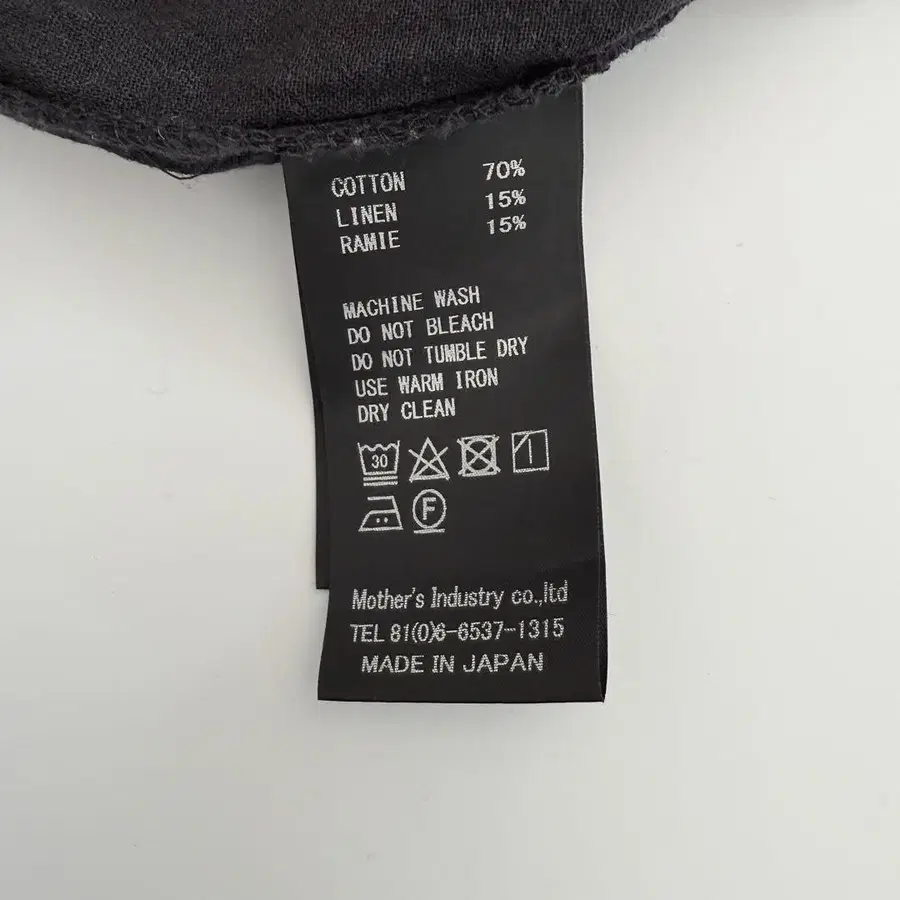 COTTON 70%
LINEN 15%
RAMIE 15%
MACHINE WASH
DO NOT BLEACH
DO NOT TUMBLE DRY
USE WARM IRON
DRY CLEAN
30
F
Mother's Industry co.,ltd
TEL 81(0)6-6537-1315
MADE IN JAPAN